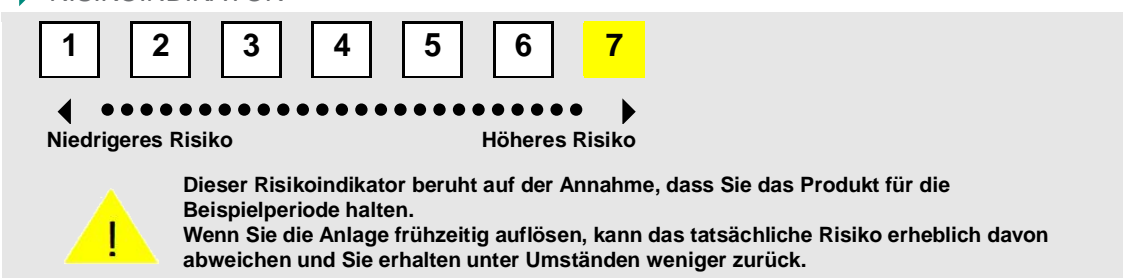 RISIKOINDIKATOR
1 2 3 4 5 6 7
Niedrigeres Risiko Höheres Risiko
Dieser Risikoindikator beruht auf der Annahme, dass Sie das Produkt für die
Beispielperiode halten.
Wenn Sie die Anlage frühzeitig auflösen, kann das tatsächliche Risiko erheblich davon
abweichen und Sie erhalten unter Umständen weniger zurück.